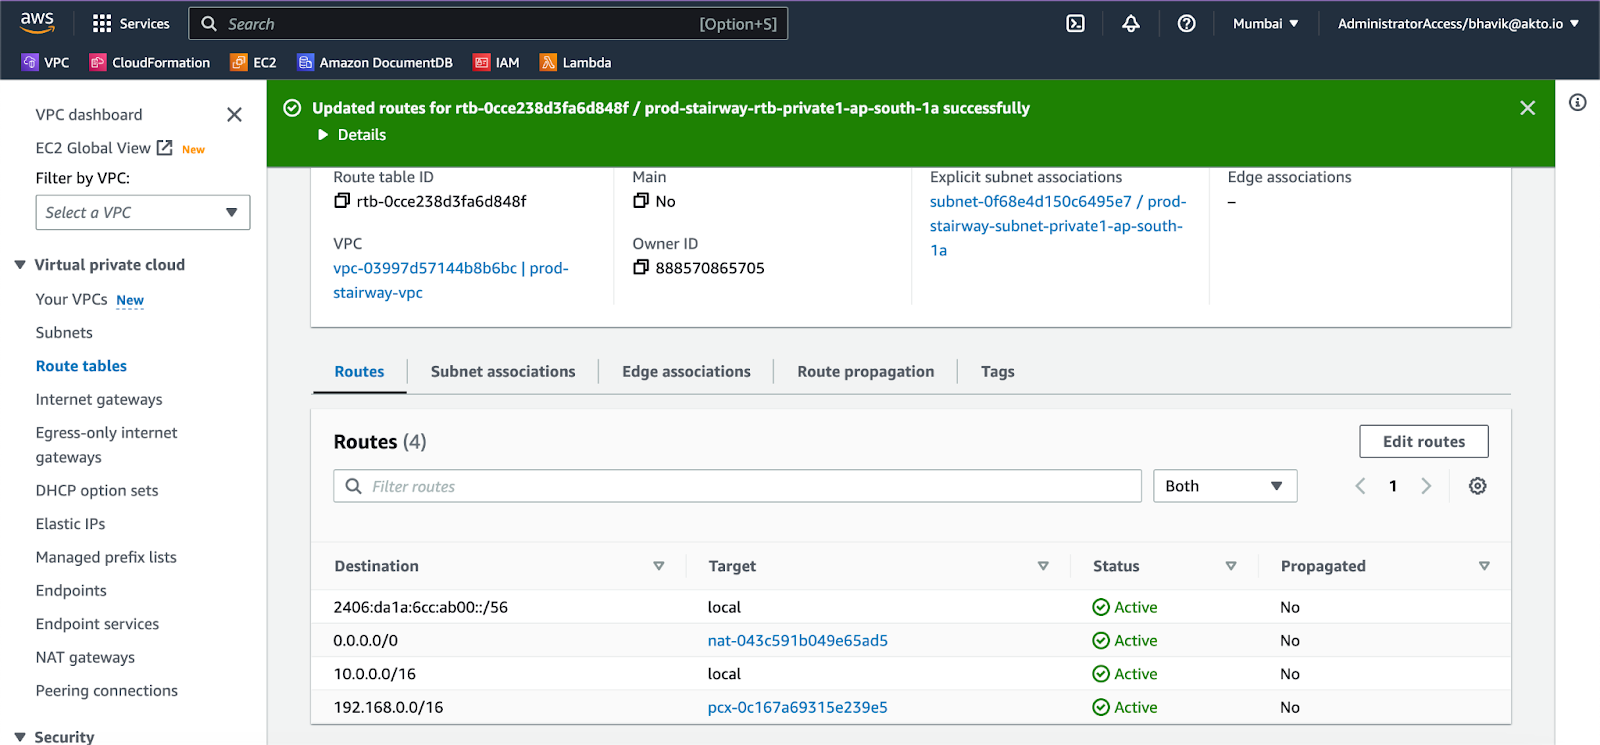 aws
Services
Search [Option+S]
Mumbai ▼
AdministratorAccess/bhavik@akto.io ▼
VPC
CloudFormation
EC2
Amazon DocumentDB
IAM
Lambda
VPC dashboard
EC2 Global View New
Filter by VPC:
Select a VPC
Virtual private cloud
Your VPCs New
Subnets
Route tables
Internet gateways
Egress-only internet
gateways
DHCP option sets
Elastic IPs
Managed prefix lists
Endpoints
Endpoint services
NAT gateways
Peering connections
Security
Updated routes for rtb-0cce238d3fa6d848f / prod-stairway-rtb-private1-ap-south-1a successfully
Details
Route table ID
rtb-0cce238d3fa6d848f
VPC
vpc-03997d57144b8b6bc | prod-
stairway-vpc
Main
No
Owner ID
888570865705
Explicit subnet associations
subnet-0f68e4d150c6495e7 / prod-
stairway-subnet-private1-ap-south-
1a
Edge associations
–
Routes
Subnet associations
Edge associations
Route propagation
Tags
Routes (4)
Edit routes
Filter routes
Both
1
Destination Target Status Propagated
2406:da1a:6cc:ab00::/56 local Active No
0.0.0.0/0 nat-043c591b049e65ad5 Active No
10.0.0.0/16 local Active No
192.168.0.0/16 pcx-0c167a69315e239e5 Active No